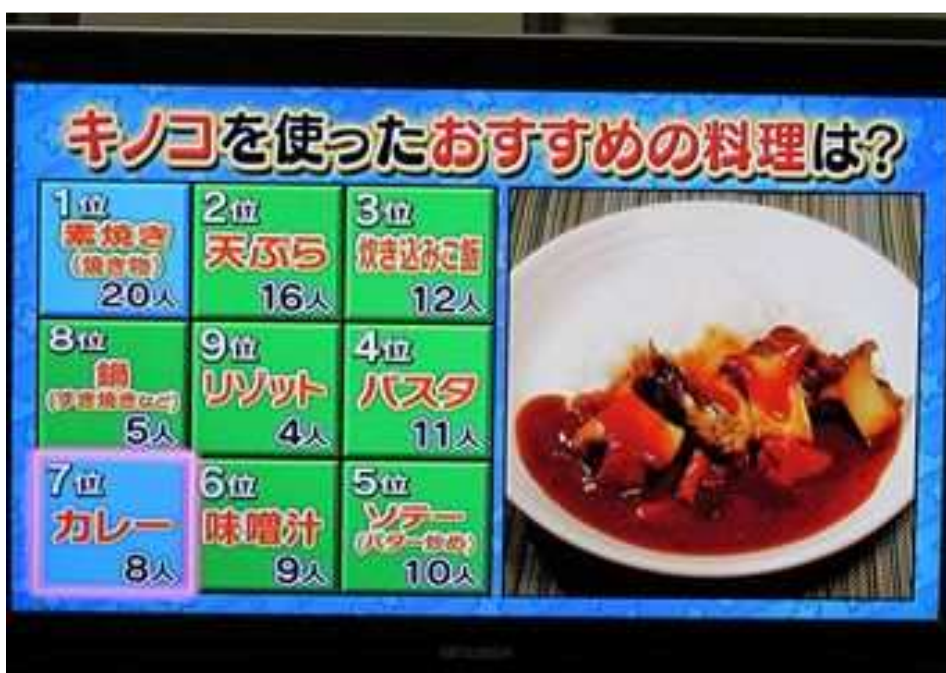 キノコを使ったおすすめの料理は?
1位
素焼き
(焼き物)
20人
2位
天ぷら
16人
3位
炊き込みご飯
12人
8位
鍋
(すき焼きなど)
5人
9位
リゾット
4人
4位
パスタ
11人
7位
カレー
8人
6位
味噌汁
9人
5位
ソテー
(バター炒め)
10人